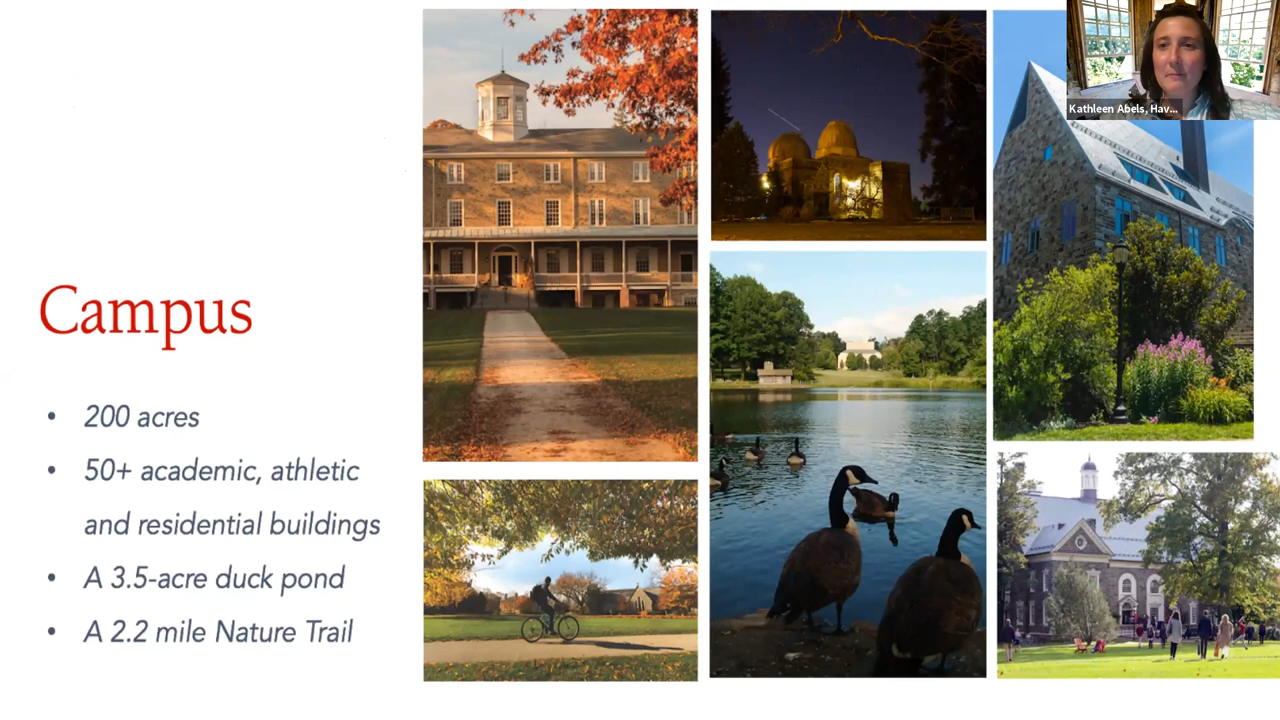 Kathleen Abels, Hav...
Campus
• 200 acres
• 50+ academic, athletic
and residential buildings
• A 3.5-acre duck pond
• A 2.2 mile Nature Trail